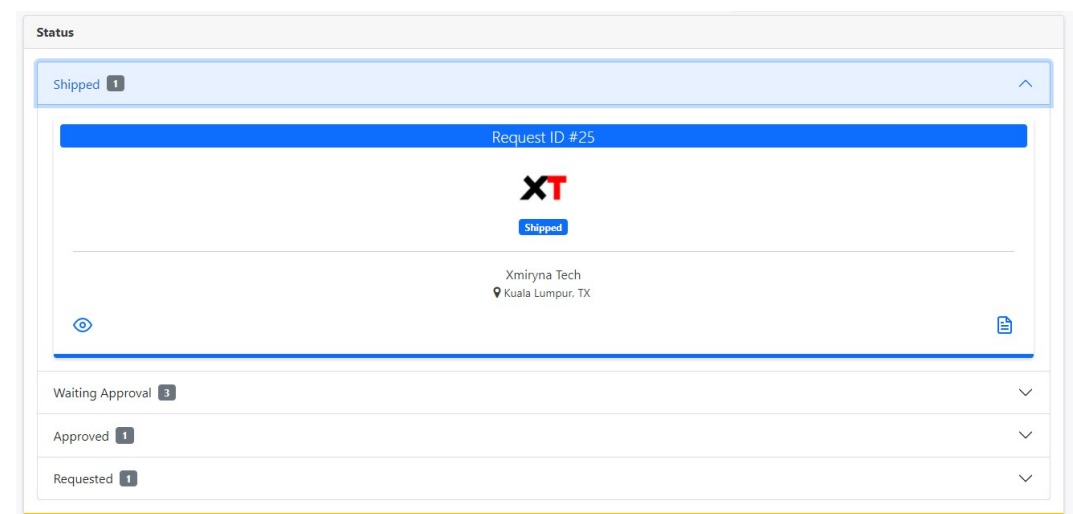 Status
Shipped 1
Request ID #25
XT
Shipped
Xmiryna Tech
Kuala Lumpur, TX
Waiting Approval 3
Approved 1
Requested 1